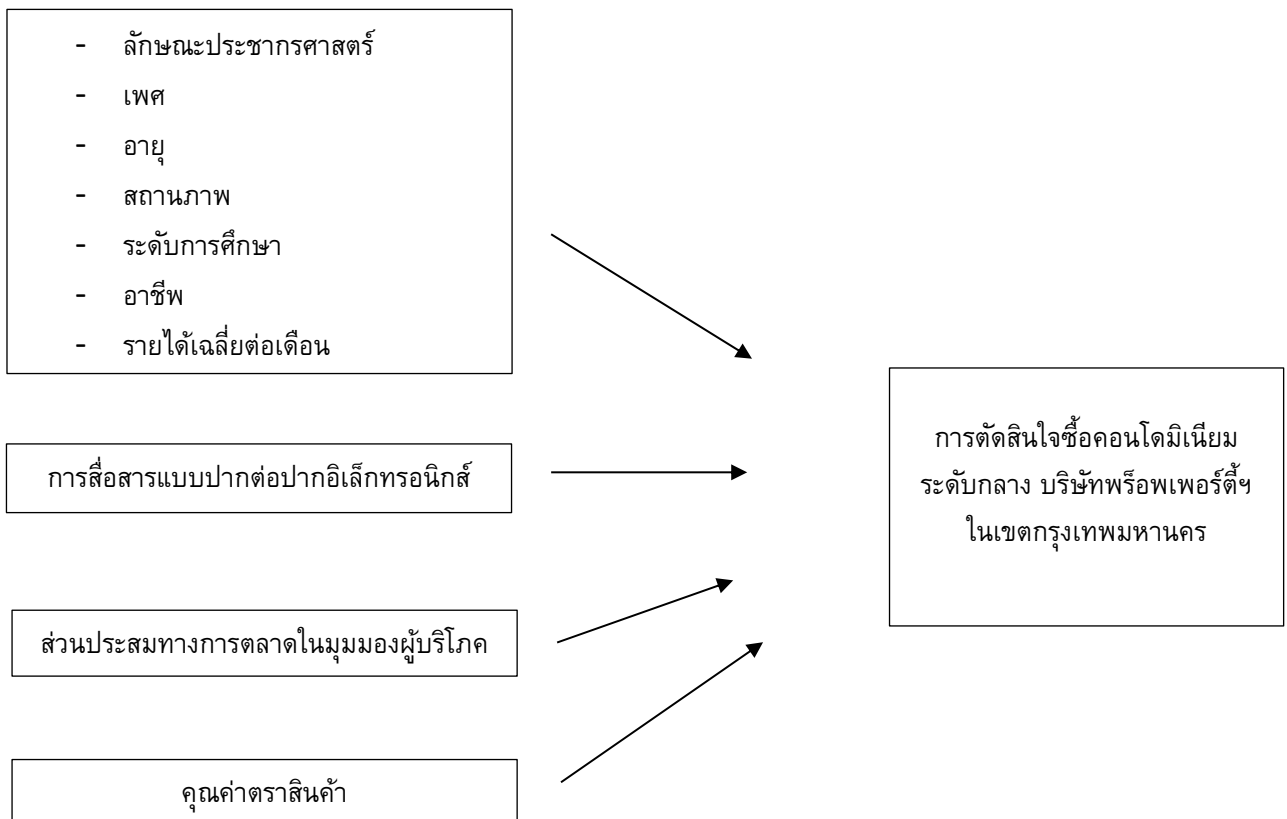 - ลักษณะประชากรศาสตร์
- เพศ
- อายุ
- สถานภาพ
- ระดับการศึกษา
- อาชีพ
- รายได้เฉลี่ยต่อเดือน
การสื่อสารแบบปากต่อปากอิเล็กทรอนิกส์
ส่วนประสมทางการตลาดในมุมมองผู้บริโภค
คุณค่าตราสินค้า
การตัดสินใจซื้อคอนโดมิเนียม
ระดับกลาง บริษัทพร็อพเพอร์ตี้ฯ
ในเขตกรุงเทพมหานคร